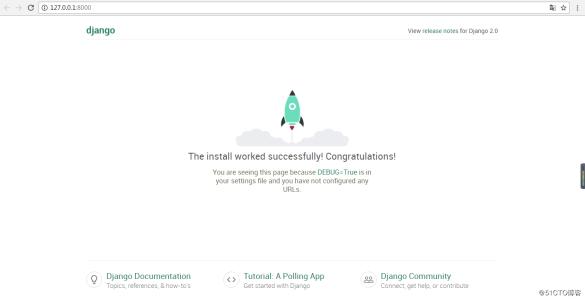 127.0.0.1:8000
django
View release notes for Django 2.0
The install worked successfully! Congratulations!
You are seeing this page because DEBUG=True is in
your settings file and you have not configured any
URLs.
Django Documentation
Topics, references, & how-to's
Tutorial: A Polling App
Get started with Django
Django Community
Connect, get help, or contribute
@51CTO博客